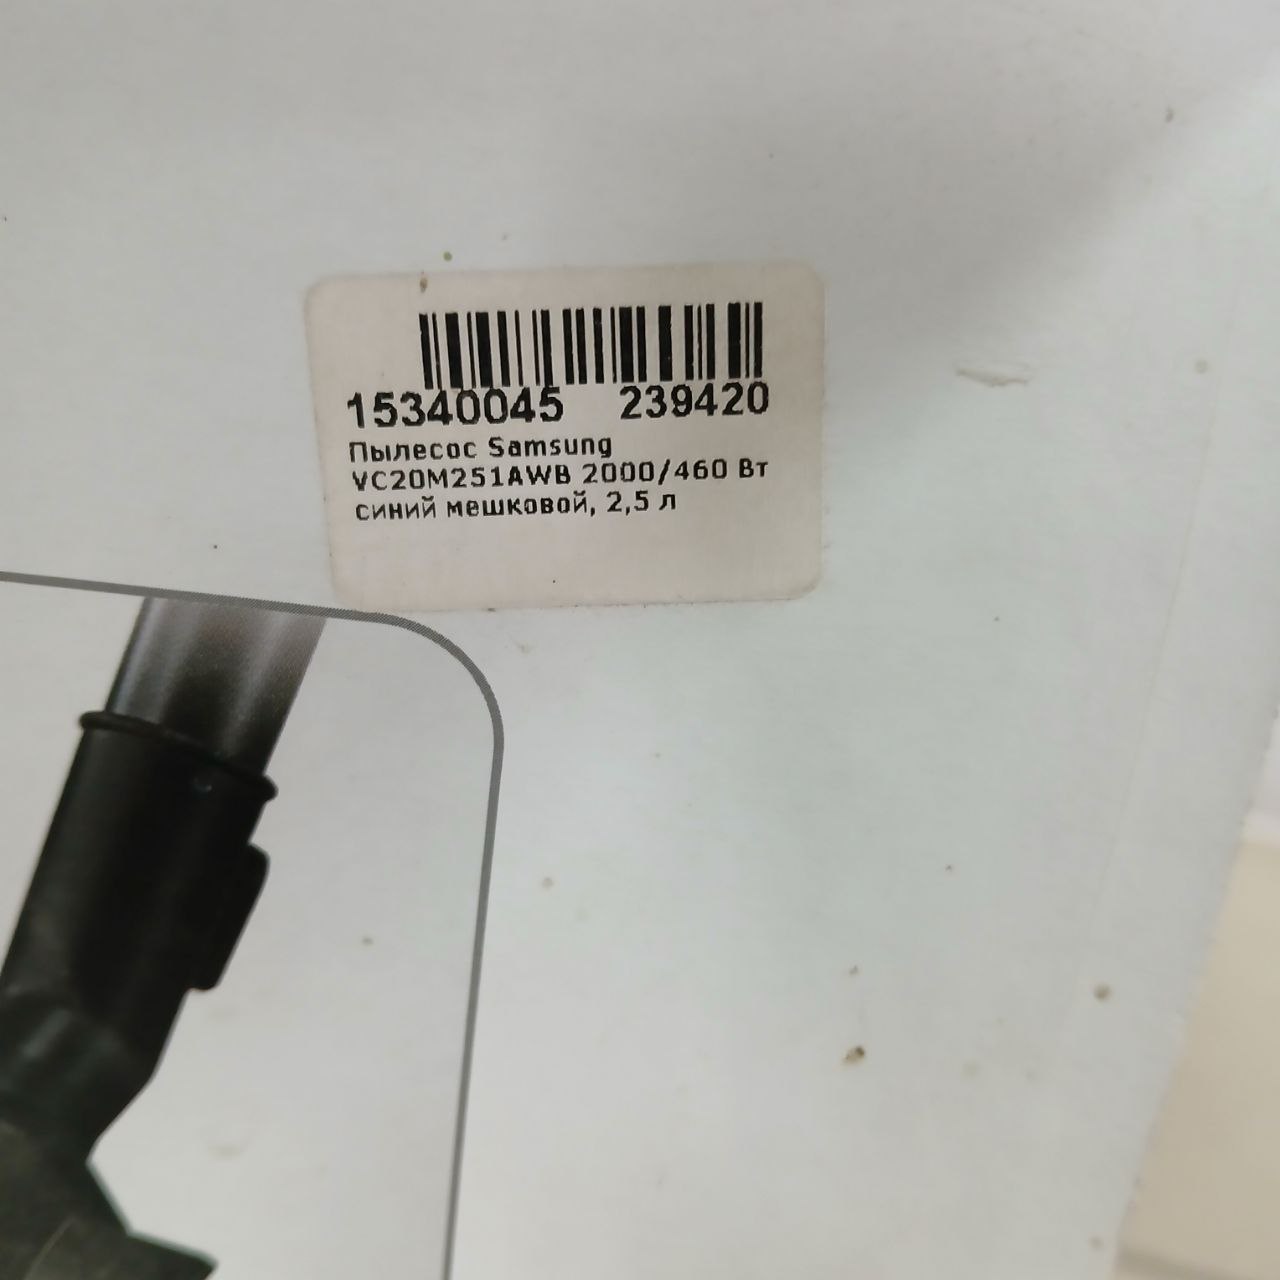 15340045 239420
Пылесос Samsung
VC20M251AWB 2000/460 Вт
синий мешковой, 2,5 л